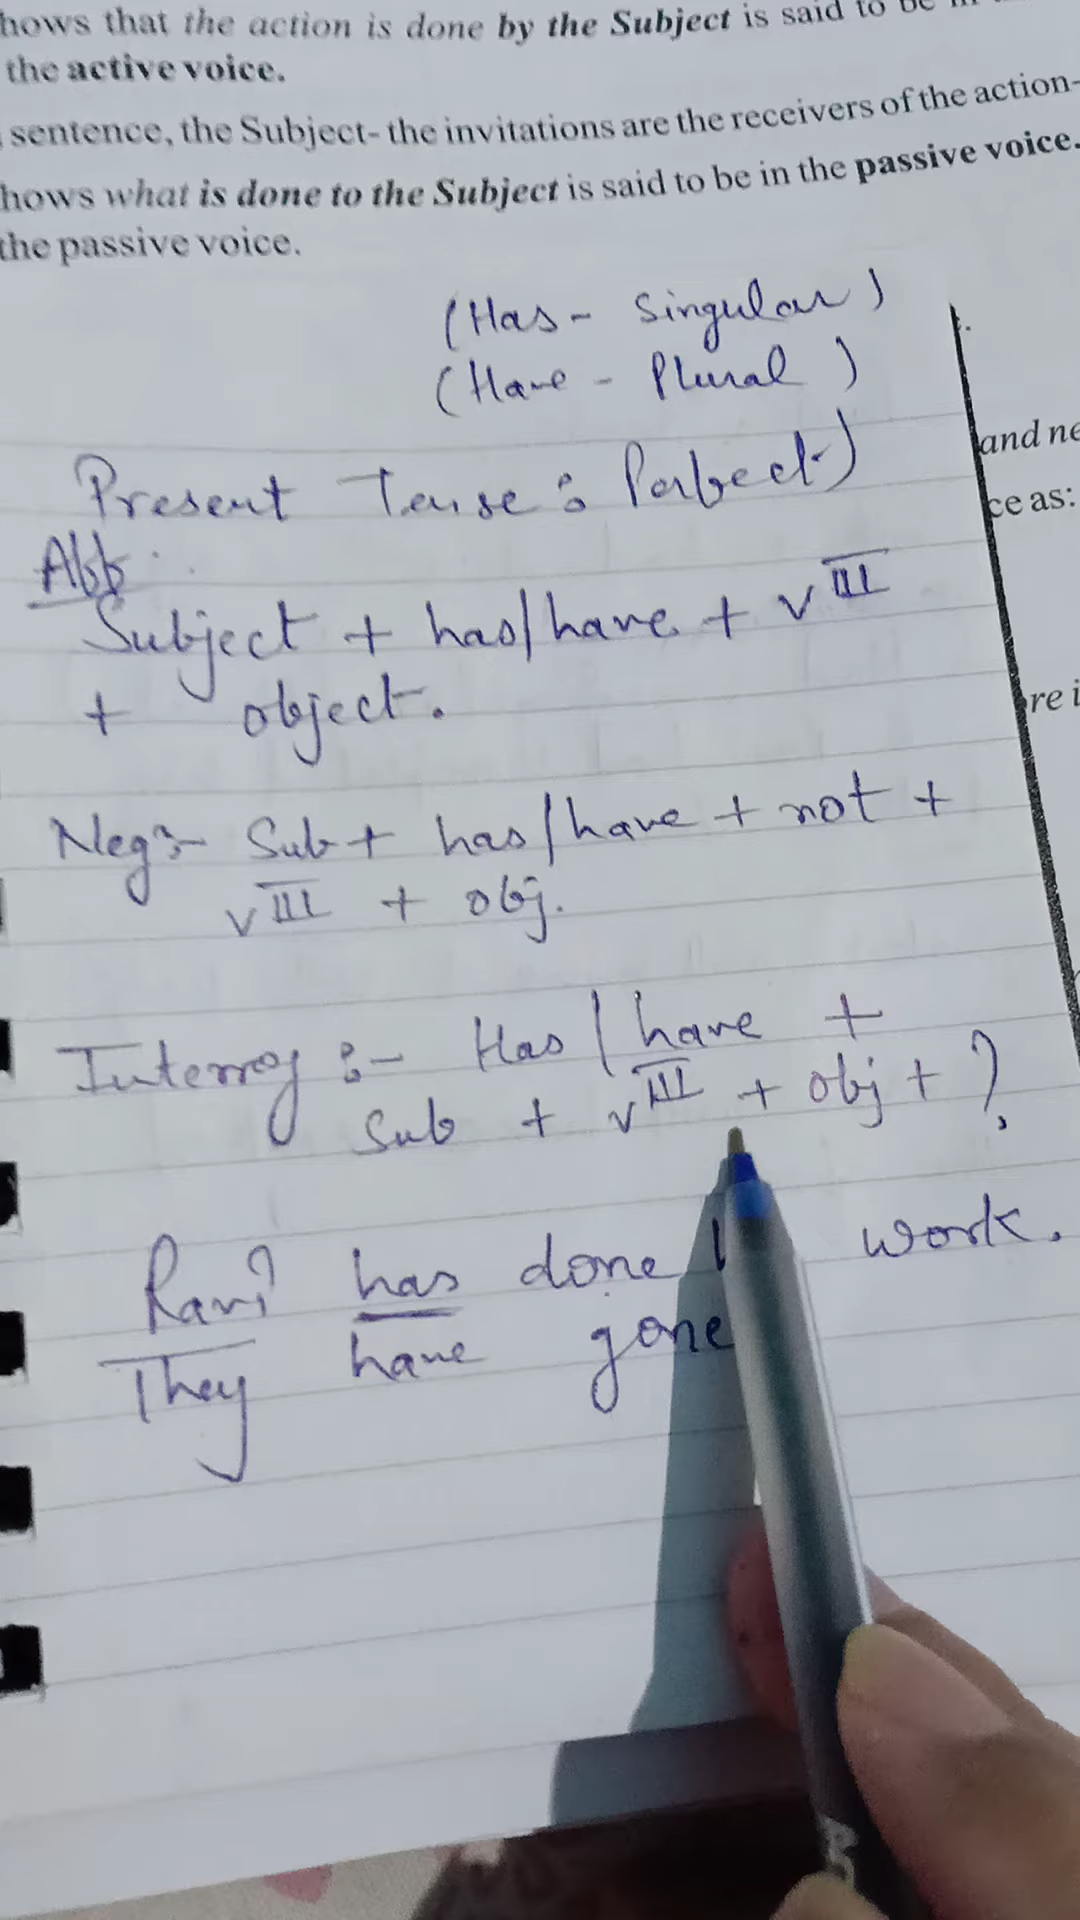 hows that the action is done by the Subject is said to be in
the active voice.
sentence, the Subject- the invitations are the receivers of the action-
hows what is done to the Subject is said to be in the passive voice.
the passive voice.
(Has - Singular)
(Have - Plural)
and ne
Present Tense : Perfect)
ce as:
Aff
Subject + has/have + v III
+ object.
re i
Neg :- Sub + has/have + not +
v III + obj.
Interrog :- Has/have +
Sub + v III + obj + ?
Ravi has done work.
They have gone